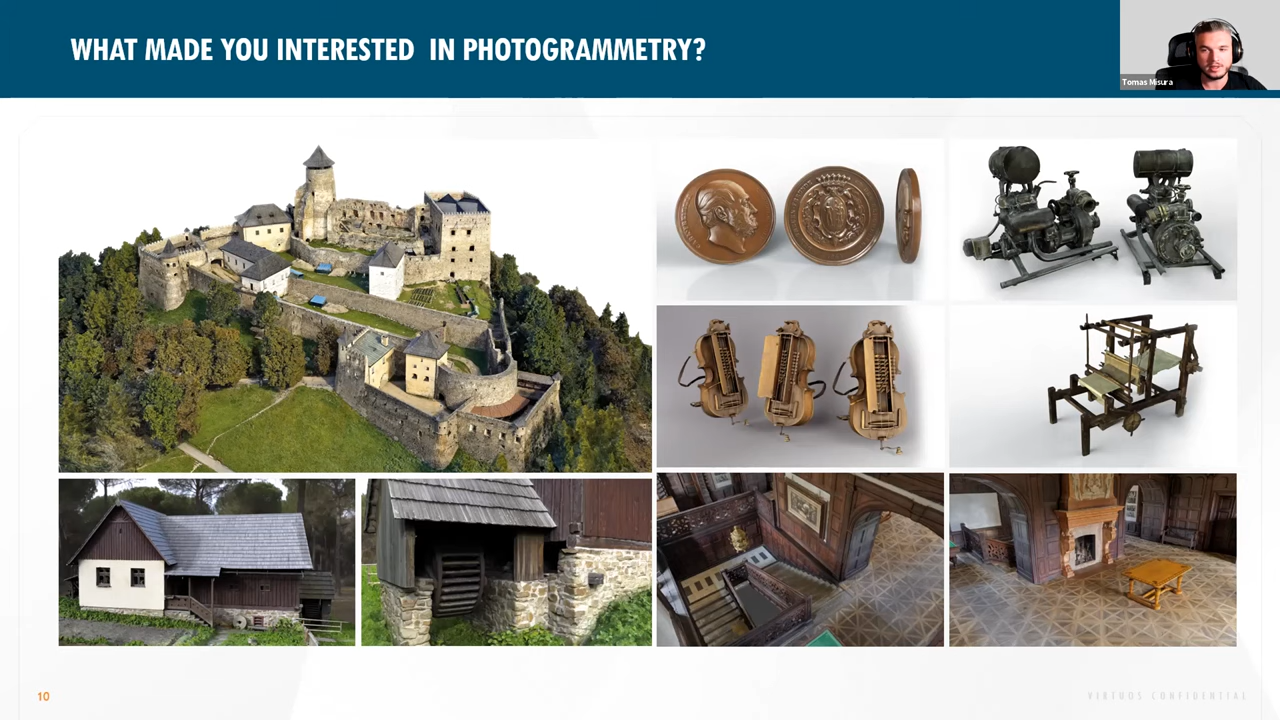 WHAT MADE YOU INTERESTED IN PHOTOGRAMMETRY?
Tomas Misura
10
VIRTUOS CONFIDENTIAL